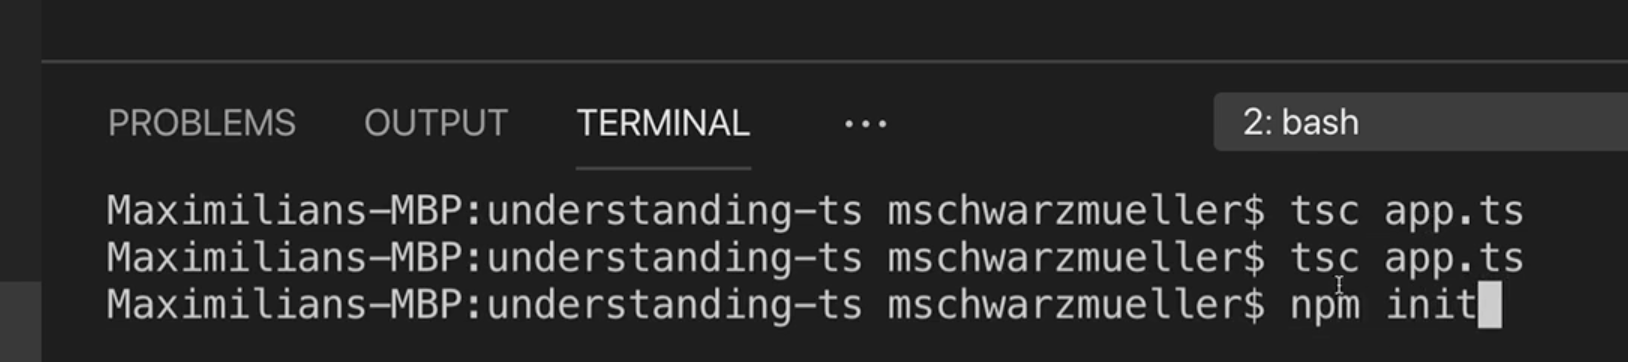 PROBLEMS OUTPUT TERMINAL ... 2: bash
Maximilians-MBP:understanding-ts mschwarzmueller$ tsc app.ts
Maximilians-MBP:understanding-ts mschwarzmueller$ tsc app.ts
Maximilians-MBP:understanding-ts mschwarzmueller$ npm init